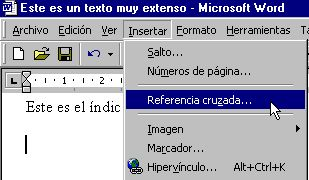 Este es un texto muy extenso - Microsoft Word
Archivo Edición Ver Insertar Formato Herramientas
Salto...
Números de página...
Referencia cruzada...
Este es el índic
Imagen
Marcador...
Hipervínculo... Alt+Ctrl+K